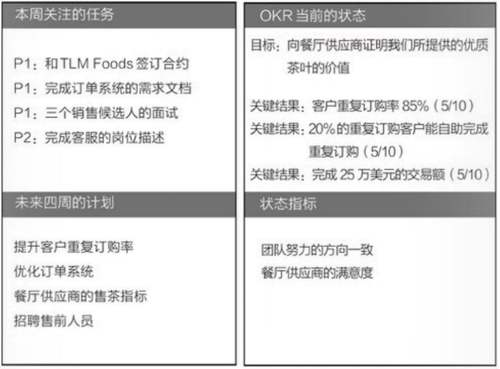 本周关注的任务
P1：和TLM Foods 签订合约
P1：完成订单系统的需求文档
P1：三个销售候选人的面试
P2：完成客服的岗位描述
OKR当前的状态
目标：向餐厅供应商证明我们所提供的优质
茶叶的价值
关键结果：客户重复订购率 85%（5/10）
关键结果：20%的重复订购客户能自助完成
重复订购（5/10）
关键结果：完成 25 万美元的交易额（5/10）
未来四周的计划
提升客户重复订购率
优化订单系统
餐厅供应商的售茶指标
招聘售前人员
状态指标
团队努力的方向一致
餐厅供应商的满意度